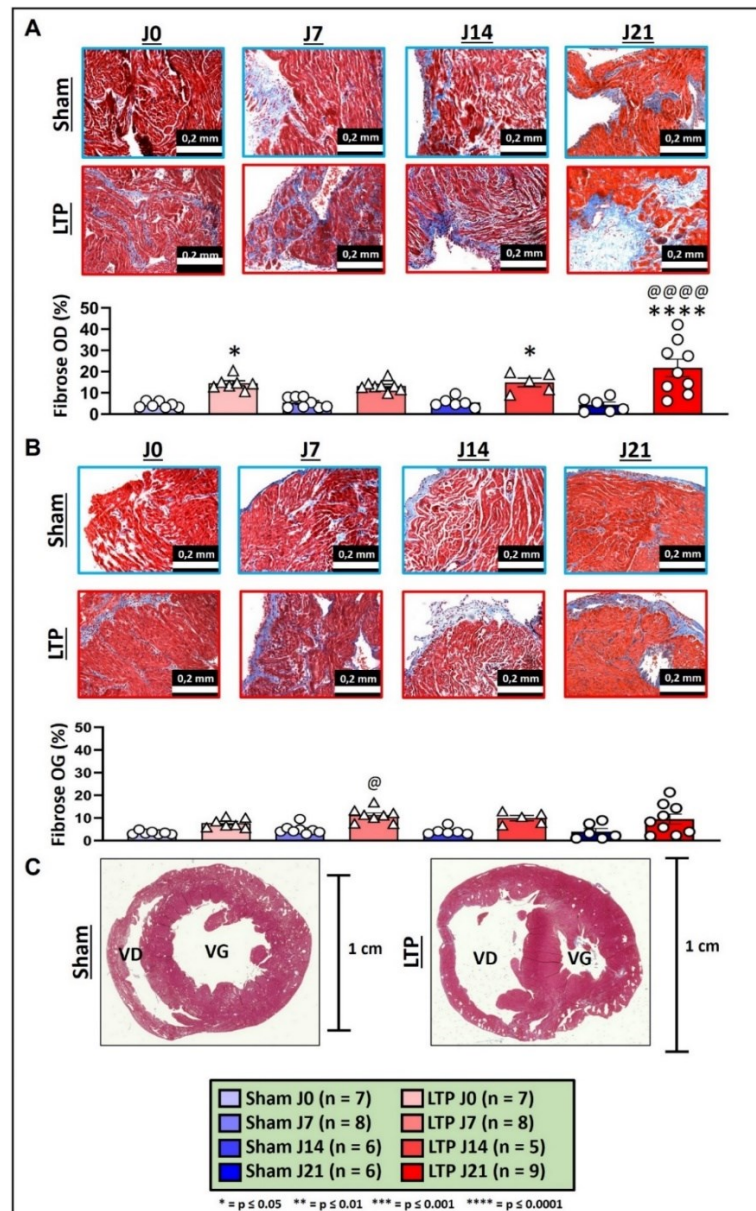 A
J0 J7 J14 J21
Sham
0,2 mm 0,2 mm 0,2 mm 0,2 mm
LTP
0,2 mm 0,2 mm 0,2 mm 0,2 mm
Fibrose OD (%)
50
40
30
20
10
0
* * @@@@
****
B
J0 J7 J14 J21
Sham
0,2 mm 0,2 mm 0,2 mm 0,2 mm
LTP
0,2 mm 0,2 mm 0,2 mm 0,2 mm
Fibrose OG (%)
50
40
30
20
10
0
@
C
Sham
VD VG
1 cm
LTP
VD VG
1 cm
Sham J0 (n = 7) LTP J0 (n = 7)
Sham J7 (n = 8) LTP J7 (n = 8)
Sham J14 (n = 6) LTP J14 (n = 5)
Sham J21 (n = 6) LTP J21 (n = 9)
* = p ≤ 0.05 ** = p ≤ 0.01 *** = p ≤ 0.001 **** = p ≤ 0.0001